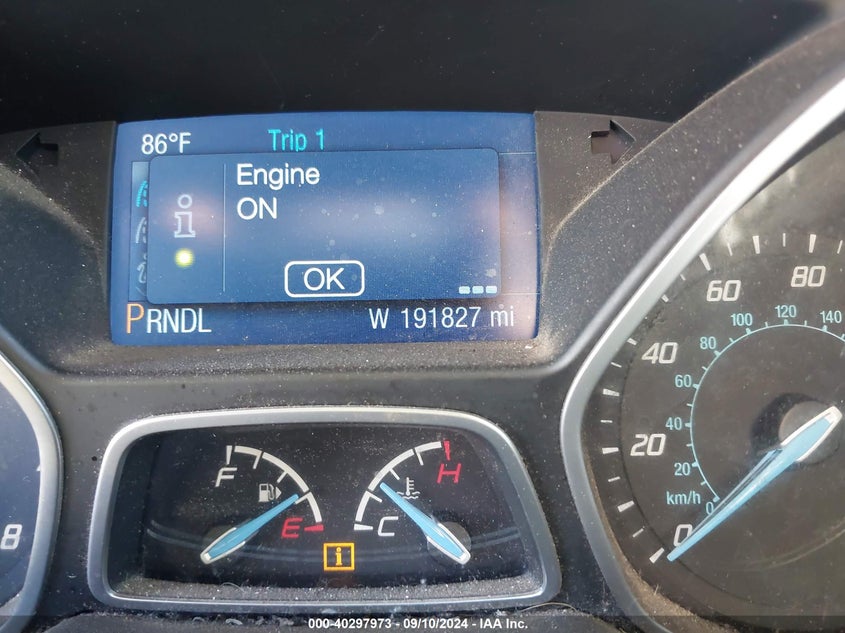 86°F Trip 1
Engine
ON
OK
PRNDL W 191827 mi
F E
C H
i
8
0 20 40 60 80
km/h 0 20 40 60 80 100 120 140
000-40297973 - 09/10/2024 - IAA Inc.